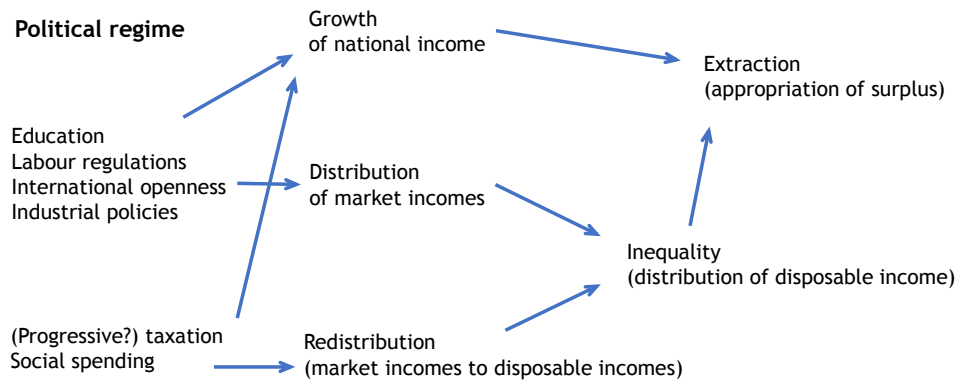 Political regime
Growth
of national income
Extraction
(appropriation of surplus)
Education
Labour regulations
International openness
Industrial policies
Distribution
of market incomes
Inequality
(distribution of disposable income)
(Progressive?) taxation
Social spending
Redistribution
(market incomes to disposable incomes)